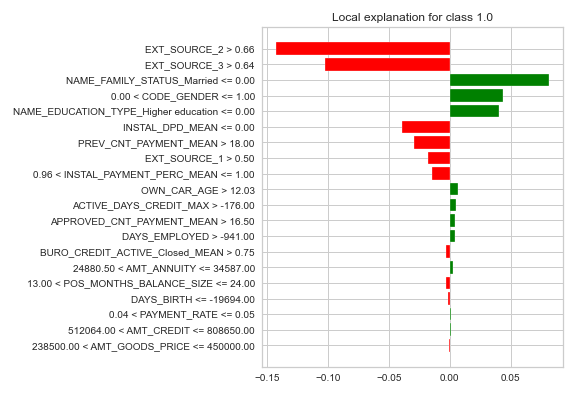 Local explanation for class 1.0
EXT_SOURCE_2 > 0.66
EXT_SOURCE_3 > 0.64
NAME_FAMILY_STATUS_Married <= 0.00
0.00 < CODE_GENDER <= 1.00
NAME_EDUCATION_TYPE_Higher education <= 0.00
INSTAL_DPD_MEAN <= 0.00
PREV_CNT_PAYMENT_MEAN > 18.00
EXT_SOURCE_1 > 0.50
0.96 < INSTAL_PAYMENT_PERC_MEAN <= 1.00
OWN_CAR_AGE > 12.03
ACTIVE_DAYS_CREDIT_MAX > -176.00
APPROVED_CNT_PAYMENT_MEAN > 16.50
DAYS_EMPLOYED > -941.00
BURO_CREDIT_ACTIVE_Closed_MEAN > 0.75
24880.50 < AMT_ANNUITY <= 34587.00
13.00 < POS_MONTHS_BALANCE_SIZE <= 24.00
DAYS_BIRTH <= -19694.00
0.04 < PAYMENT_RATE <= 0.05
512064.00 < AMT_CREDIT <= 808650.00
238500.00 < AMT_GOODS_PRICE <= 450000.00
−0.15 −0.10 −0.05 0.00 0.05